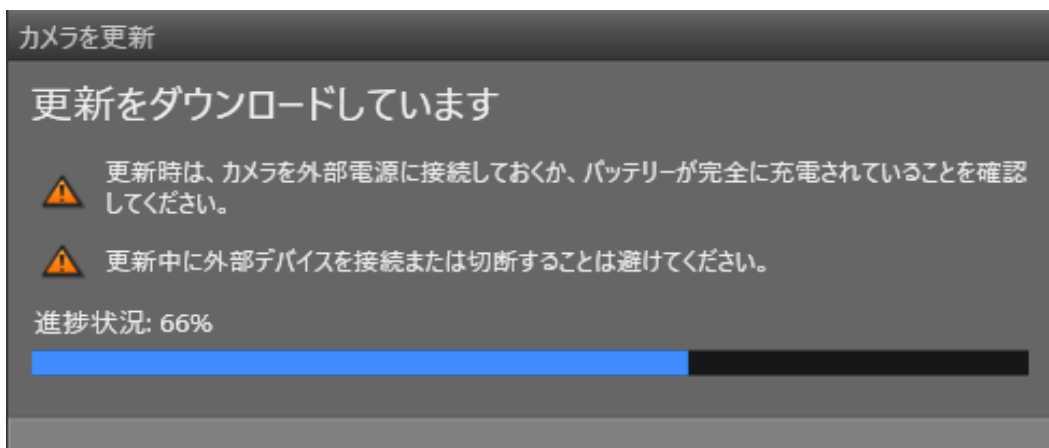 カメラを更新
更新をダウンロードしています
更新時は、カメラを外部電源に接続しておくか、バッテリーが完全に充電されていることを確認
してください。
更新中に外部デバイスを接続または切断することは避けてください。
進捗状況: 66%